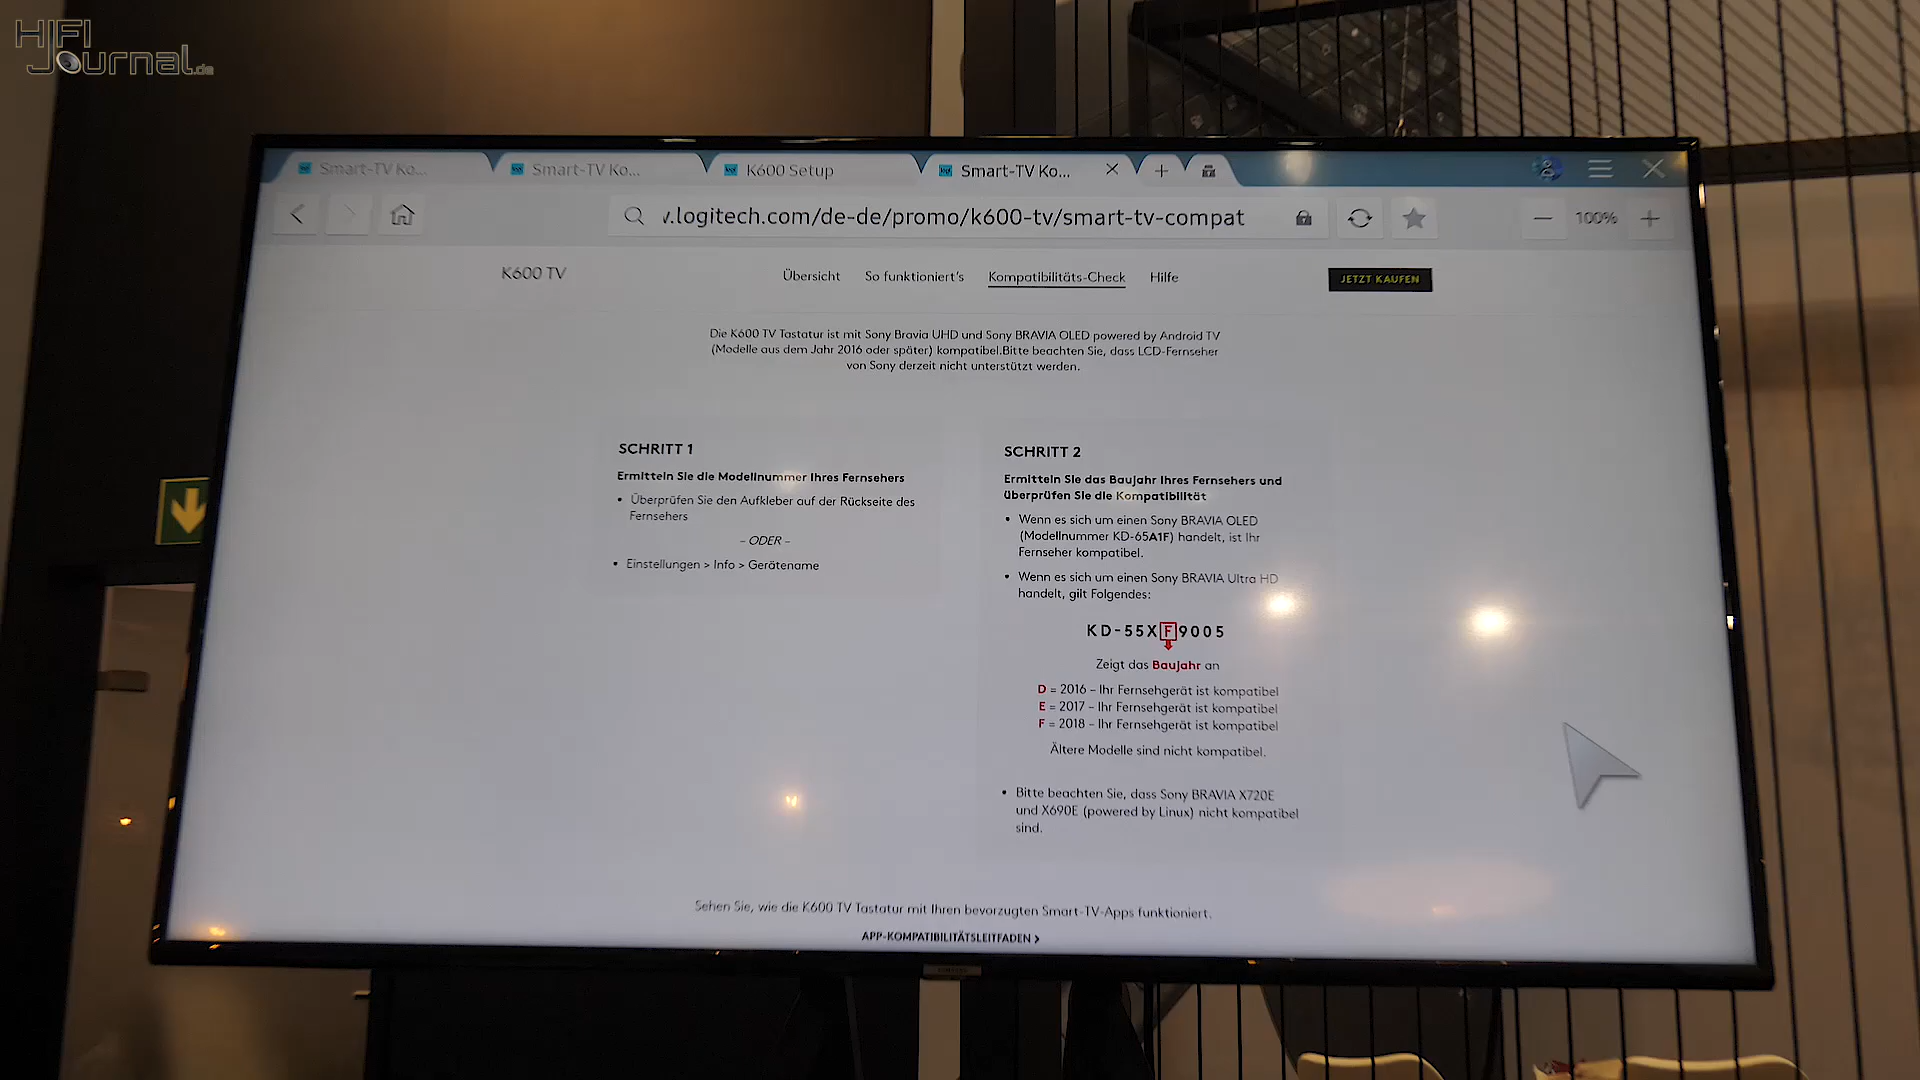 HIFI
Journal.de
Smart-TV Ko...
Smart-TV Ko...
K600 Setup
Smart-TV Ko...
.logitech.com/de-de/promo/k600-tv/smart-tv-compat
100%
K600 TV
Übersicht
So funktioniert's
Kompatibilitäts-Check
Hilfe
JETZT KAUFEN
Die K600 TV Tastatur ist mit Sony Bravia UHD und Sony BRAVIA OLED powered by Android TV
(Modelle aus dem Jahr 2016 oder später) kompatibel.Bitte beachten Sie, dass LCD-Fernseher
von Sony derzeit nicht unterstützt werden.
SCHRITT 1
Ermitteln Sie die Modellnummer Ihres Fernsehers
• Überprüfen Sie den Aufkleber auf der Rückseite des
Fernsehers
– ODER –
• Einstellungen > Info > Gerätename
SCHRITT 2
Ermitteln Sie das Baujahr Ihres Fernsehers und
überprüfen Sie die Kompatibilität
• Wenn es sich um einen Sony BRAVIA OLED
(Modellnummer KD-65A1F) handelt, ist Ihr
Fernseher kompatibel.
• Wenn es sich um einen Sony BRAVIA Ultra HD
handelt, gilt Folgendes:
KD-55XF9005
Zeigt das Baujahr an
D = 2016 – Ihr Fernsehgerät ist kompatibel
E = 2017 – Ihr Fernsehgerät ist kompatibel
F = 2018 – Ihr Fernsehgerät ist kompatibel
Ältere Modelle sind nicht kompatibel.
• Bitte beachten Sie, dass Sony BRAVIA X720E
und X690E (powered by Linux) nicht kompatibel
sind.
Sehen Sie, wie die K600 TV Tastatur mit Ihren bevorzugten Smart-TV-Apps funktioniert.
APP-KOMPATIBILITÄTSLEITFADEN >